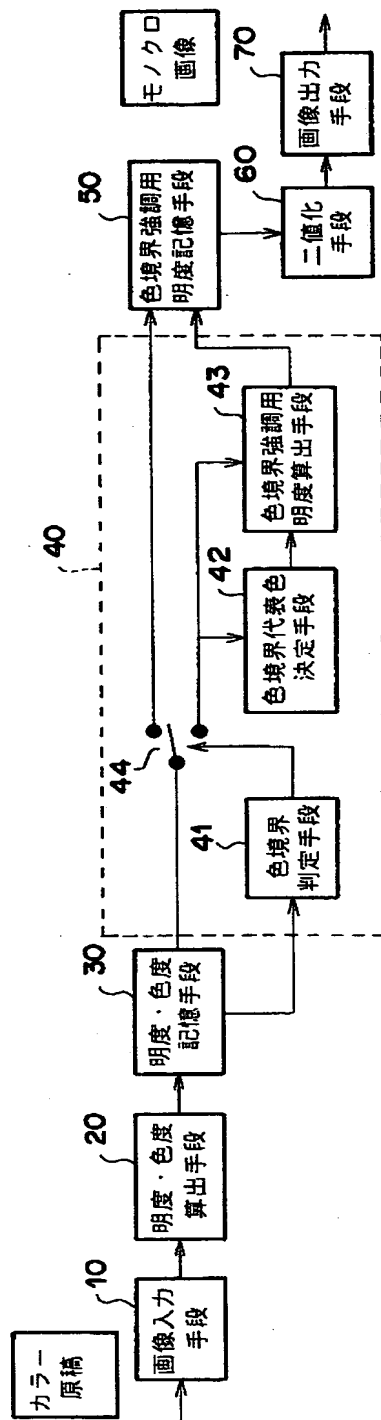 カラー
原稿
10
画像入力
手段
20
明度・色度
算出手段
30
明度・色度
記憶手段
40
41
色境界
判定手段
44
42
色境界代表色
決定手段
43
色境界強調用
明度算出手段
50
色境界強調用
明度記憶手段
60
二値化
手段
70
画像出力
手段
モノクロ
画像